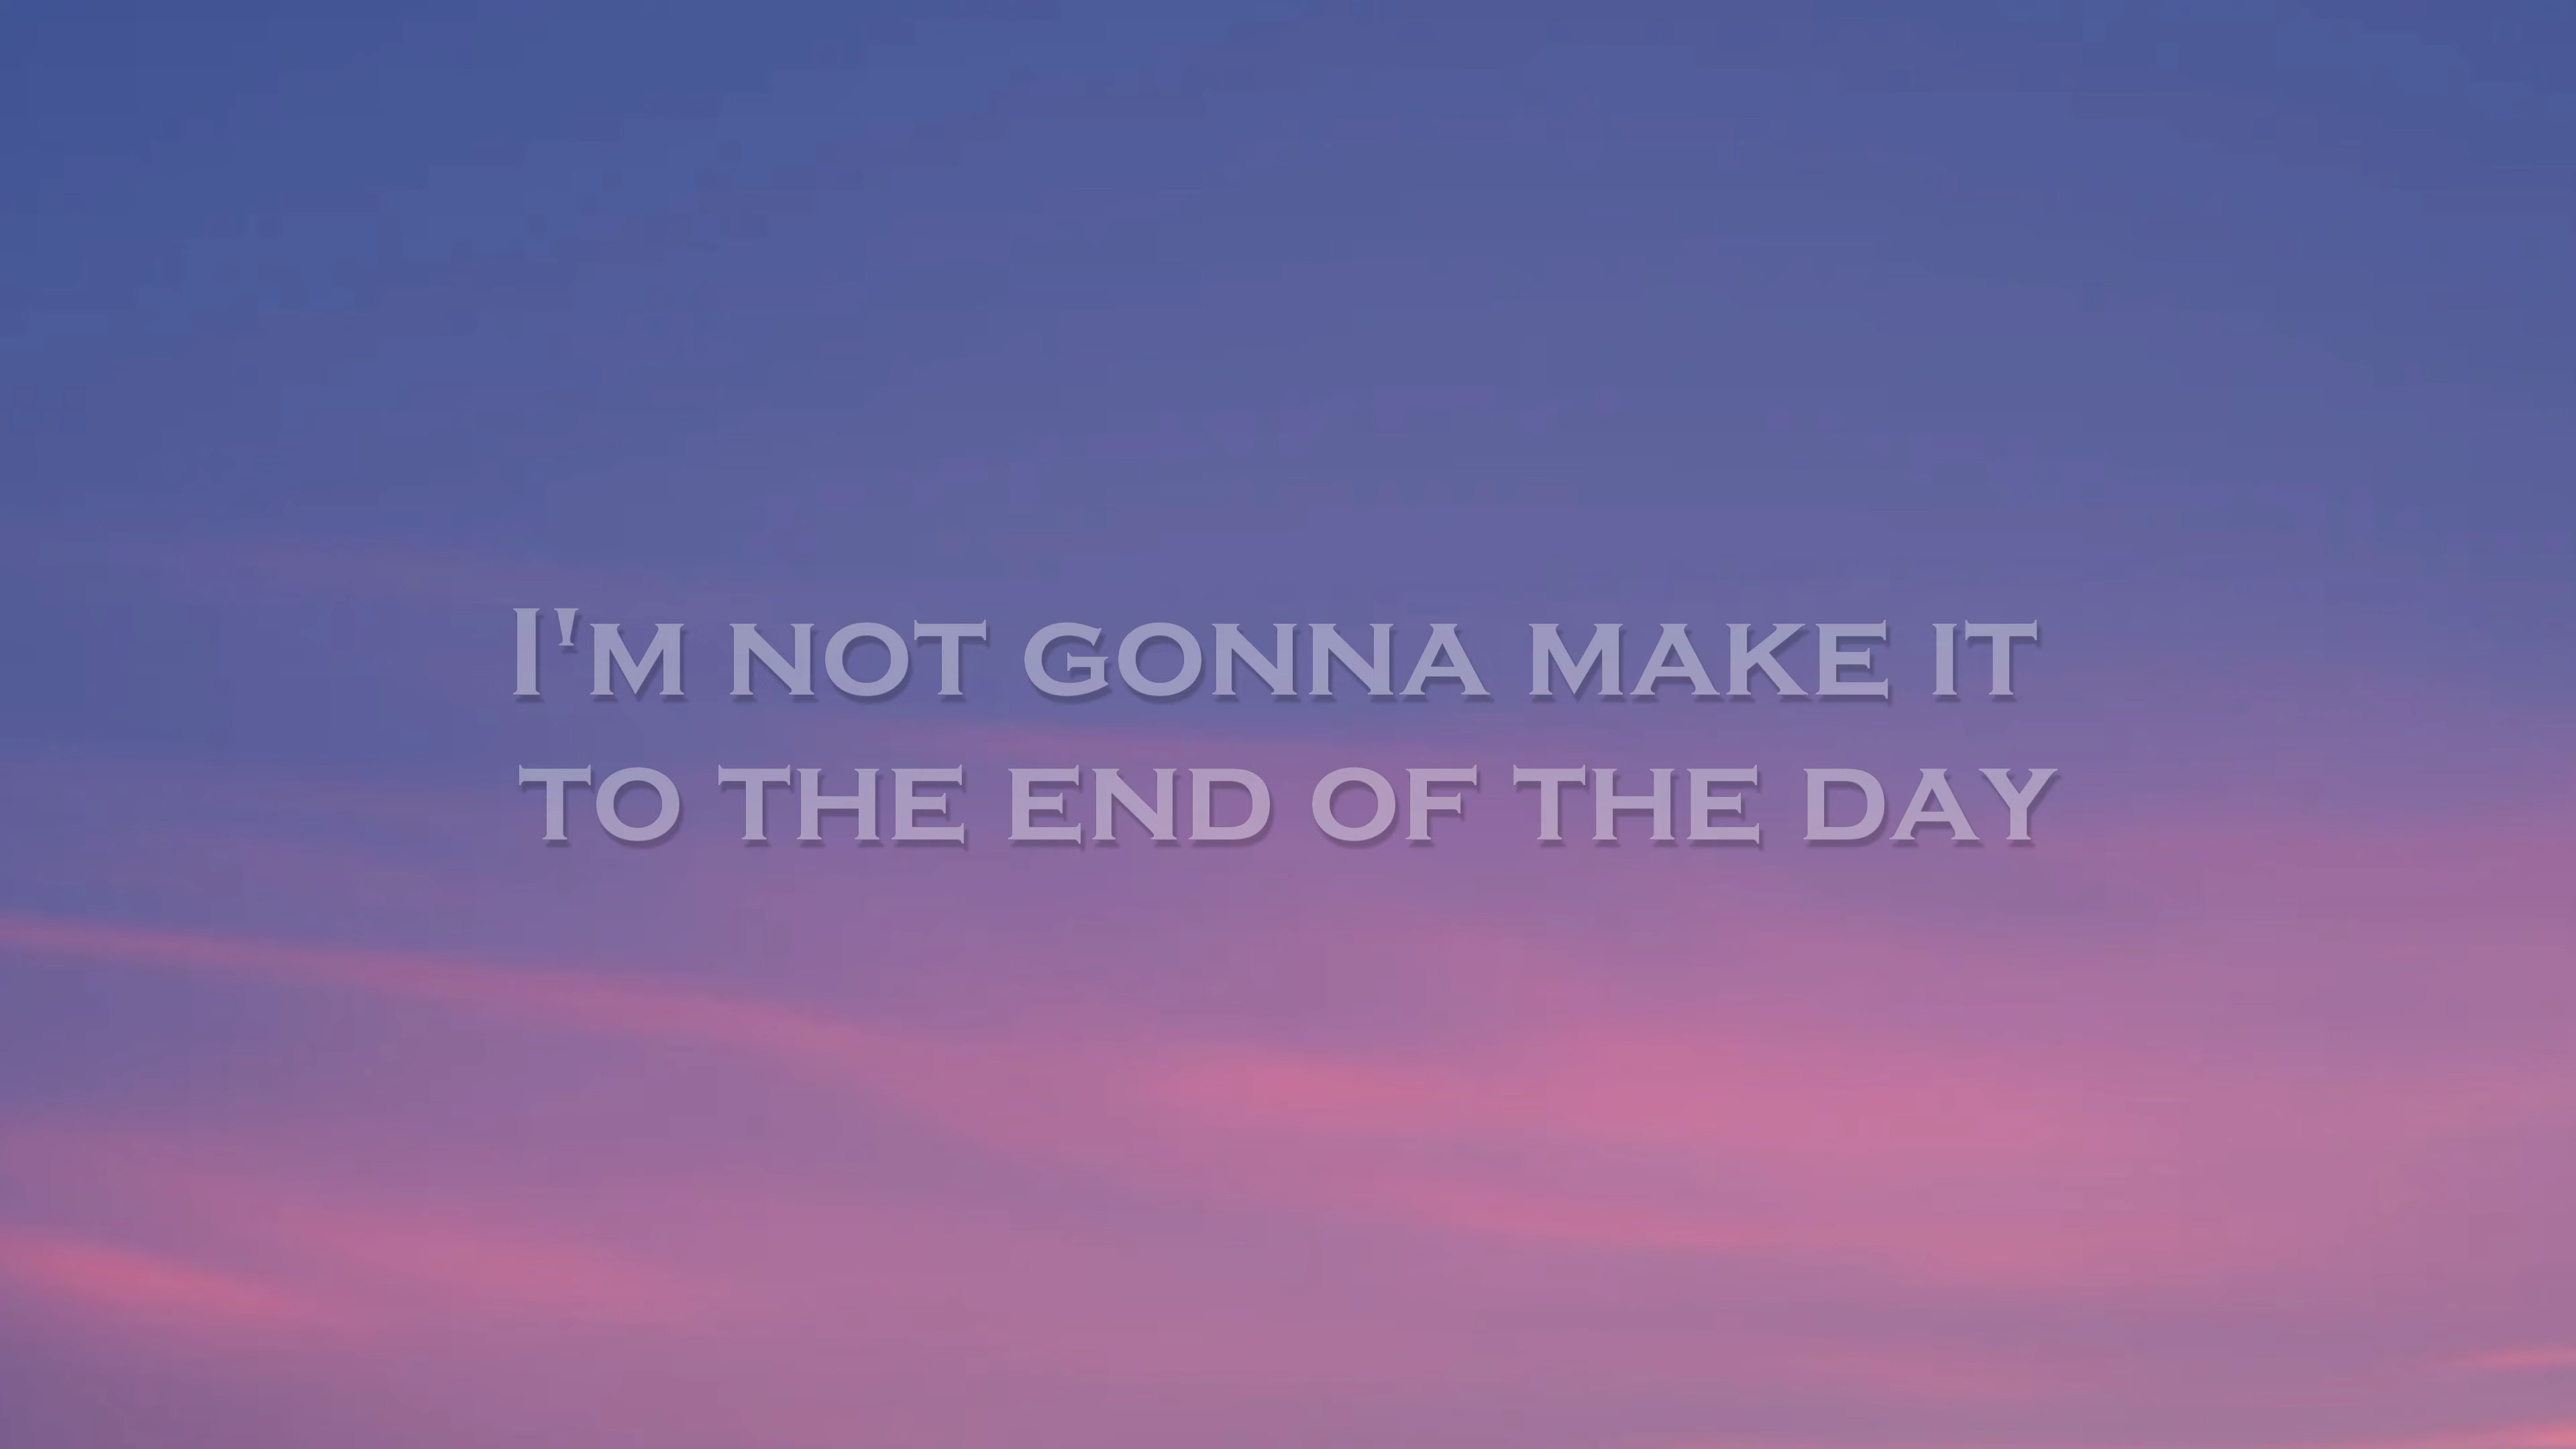 I'M NOT GONNA MAKE IT
TO THE END OF THE DAY